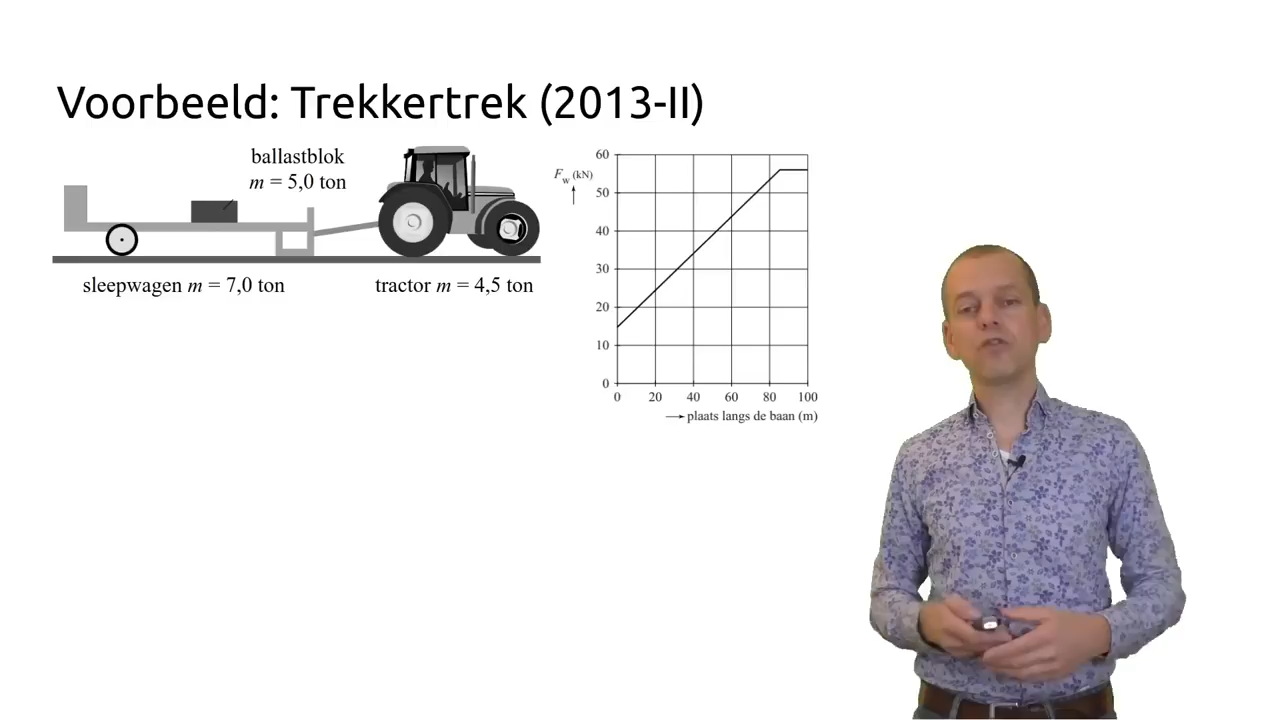 Voorbeeld: Trekkertrek (2013-II)
ballastblok
m = 5,0 ton
sleepwagen m = 7,0 ton
tractor m = 4,5 ton
Fw (kN)
60
50
40
30
20
10
0
0 20 40 60 80 100
plaats langs de baan (m)